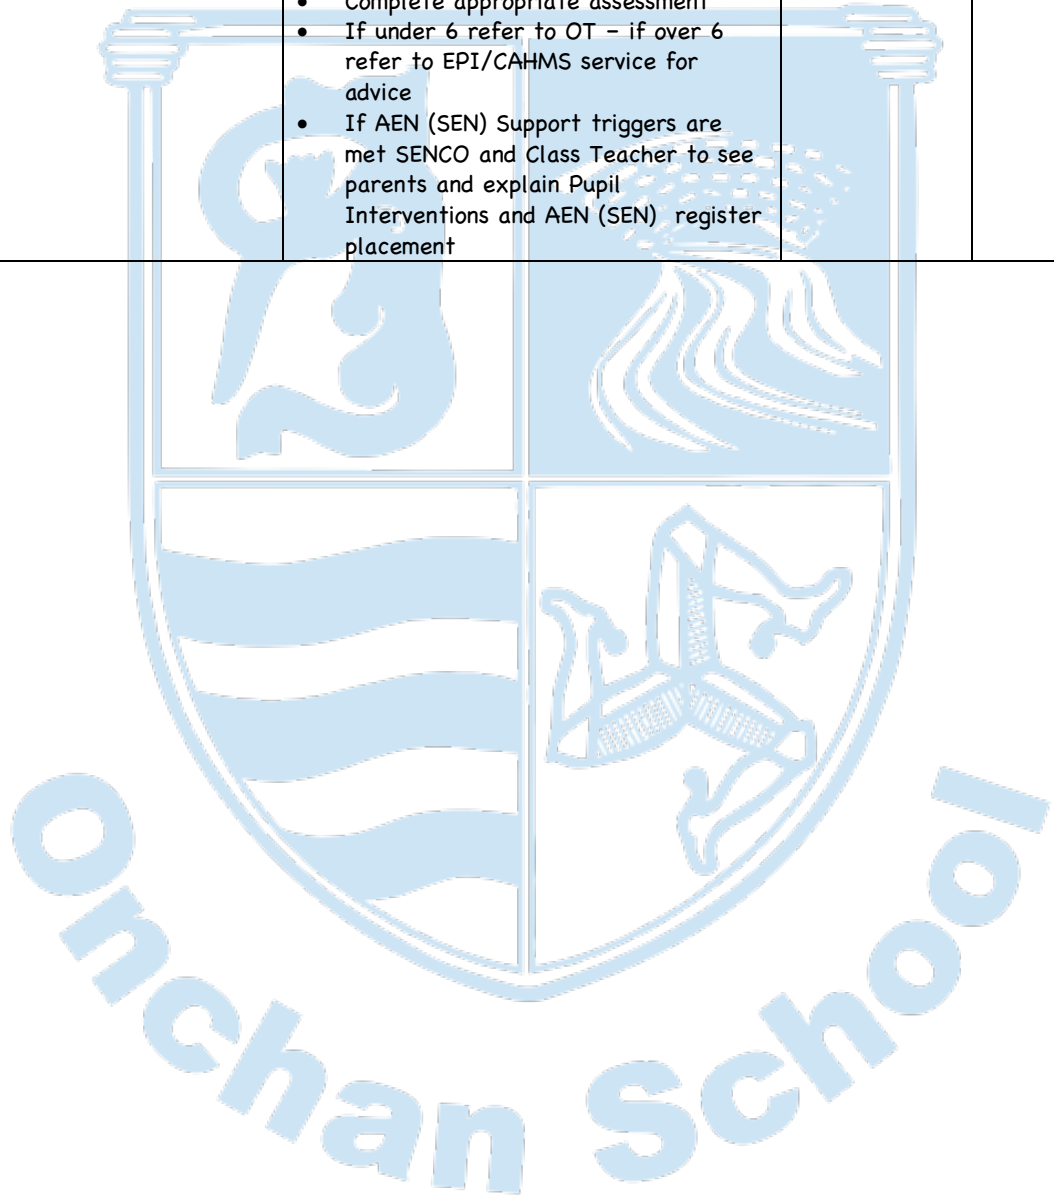 • Complete appropriate assessment
• If under 6 refer to OT – if over 6
refer to EPI/CAHMS service for
advice
• If AEN (SEN) Support triggers are
met SENCO and Class Teacher to see
parents and explain Pupil
Interventions and AEN (SEN) register
placement
Onchan School